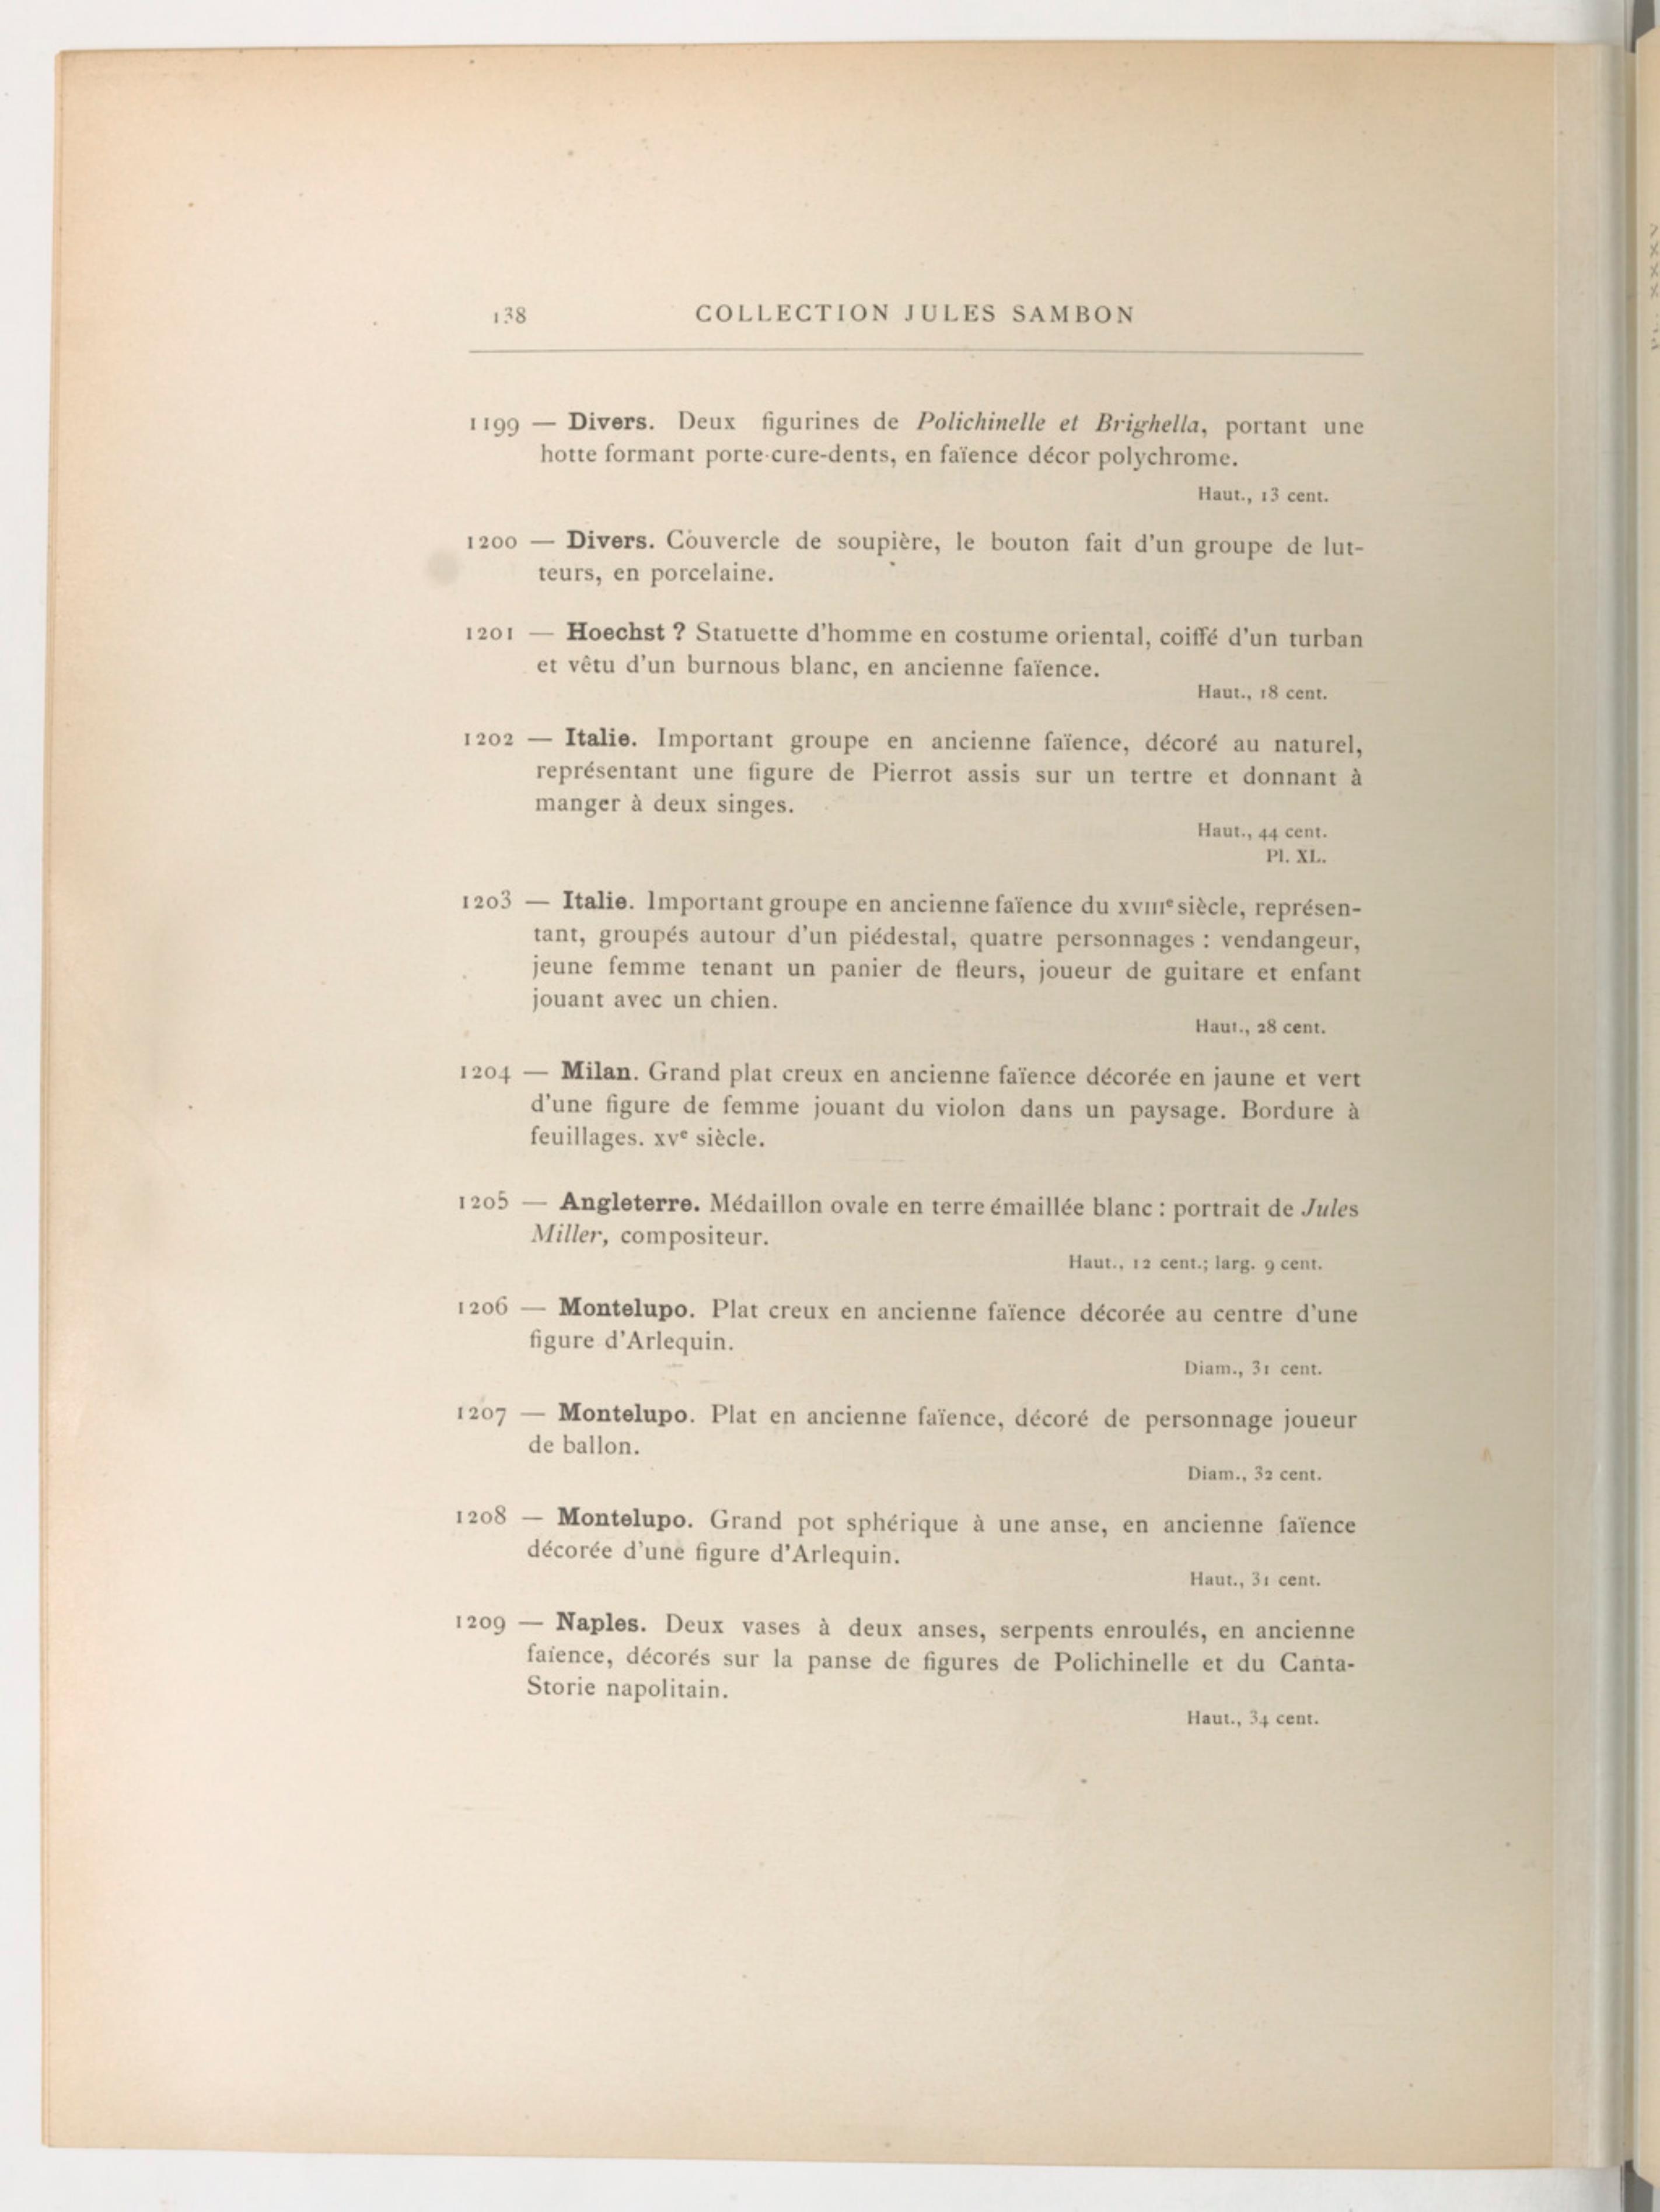 138 COLLECTION JULES SAMBON
1199 — Divers. Deux figurines de Polichinelle et Brighella, portant une
hotte formant porte-cure-dents, en faïence décor polychrome.
Haut., 13 cent.
1200 — Divers. Couvercle de soupière, le bouton fait d'un groupe de lut-
teurs, en porcelaine.
1201 — Hoechst ? Statuette d'homme en costume oriental, coiffé d'un turban
et vêtu d'un burnous blanc, en ancienne faïence.
Haut., 18 cent.
1202 — Italie. Important groupe en ancienne faïence, décoré au naturel,
représentant une figure de Pierrot assis sur un tertre et donnant à
manger à deux singes.
Haut., 44 cent.
Pl. XL.
1203 — Italie. Important groupe en ancienne faïence du XVIIIe siècle, représen-
tant, groupés autour d'un piédestal, quatre personnages : vendangeur,
jeune femme tenant un panier de fleurs, joueur de guitare et enfant
jouant avec un chien.
Haut., 28 cent.
1204 — Milan. Grand plat creux en ancienne faïence décorée en jaune et vert
d'une figure de femme jouant du violon dans un paysage. Bordure à
feuillages. XVe siècle.
1205 — Angleterre. Médaillon ovale en terre émaillée blanc : portrait de Jules
Miller, compositeur.
Haut., 12 cent.; larg. 9 cent.
1206 — Montelupo. Plat creux en ancienne faïence décorée au centre d'une
figure d'Arlequin.
Diam., 31 cent.
1207 — Montelupo. Plat en ancienne faïence, décoré de personnage joueur
de ballon.
Diam., 32 cent.
1208 — Montelupo. Grand pot sphérique à une anse, en ancienne faïence
décorée d'une figure d'Arlequin.
Haut., 31 cent.
1209 — Naples. Deux vases à deux anses, serpents enroulés, en ancienne
faïence, décorés sur la panse de figures de Polichinelle et du Canta-
Storie napolitain.
Haut., 34 cent.